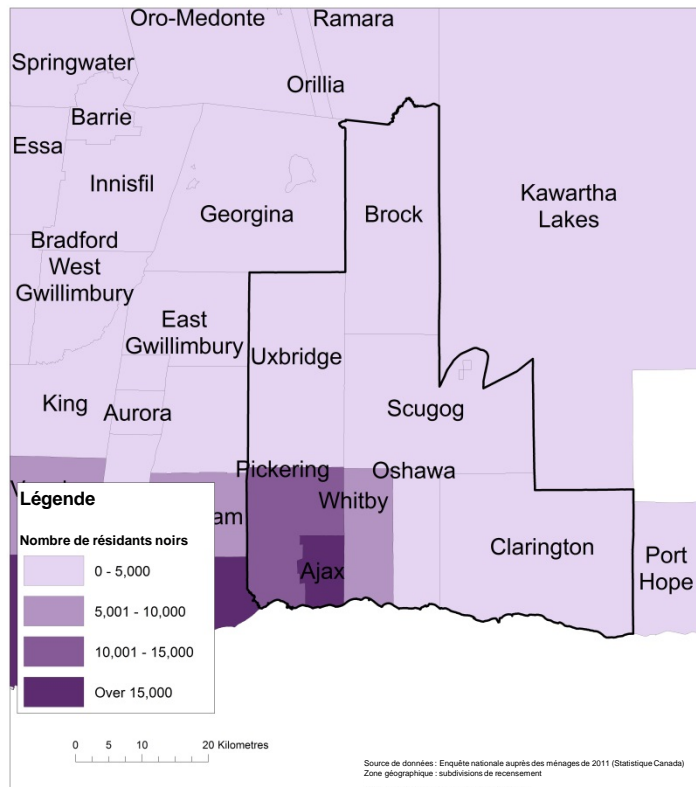 Oro-Medonte
Ramara
Springwater
Orillia
Barrie
Essa
Innisfil
Georgina
Brock
Kawartha
Lakes
Bradford
West
Gwillimbury
East
Gwillimbury
Uxbridge
King
Aurora
Scugog
Pickering
Oshawa
Whitby
am
Ajax
Clarington
Port
Hope
Légende
Nombre de résidants noirs
0 - 5,000
5,001 - 10,000
10,001 - 15,000
Over 15,000
0 5 10 20 Kilometres
Source de données : Enquête nationale auprès des ménages de 2011 (Statistique Canada)
Zone géographique : subdivisions de recensement